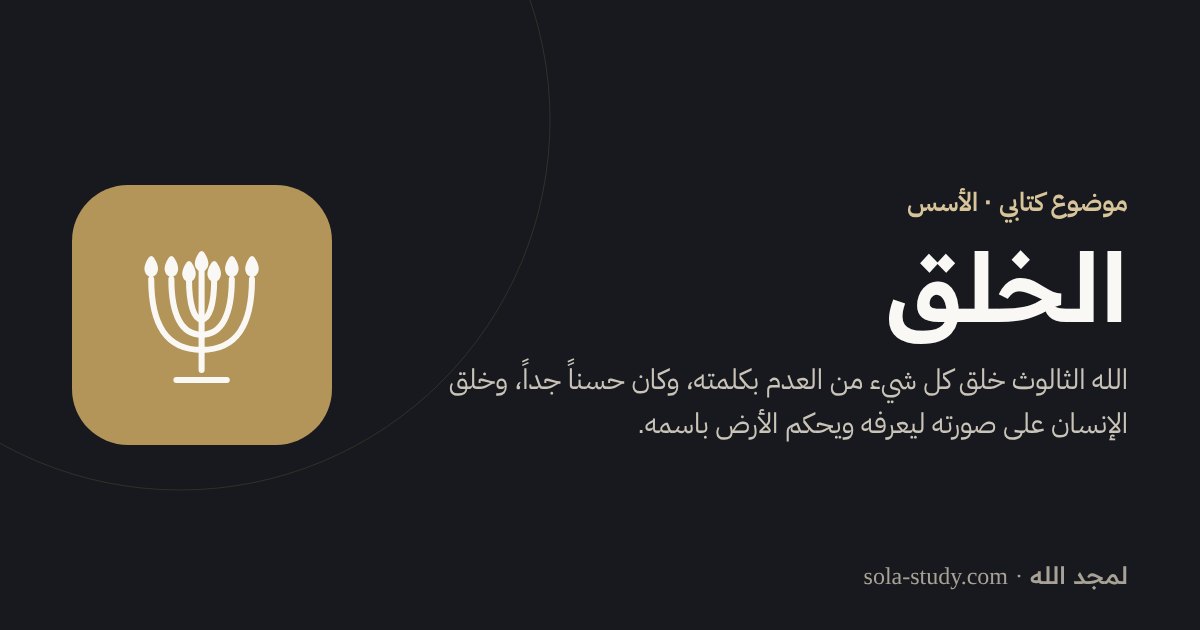 موضوع كتابي · الأسس
الخلق
الله الثالوث خلق كل شيء من العدم بكلمته، وكان حسناً جداً، وخلق
الإنسان على صورته ليعرفه ويحكم الأرض باسمه.
لمجد الله · sola-study.com